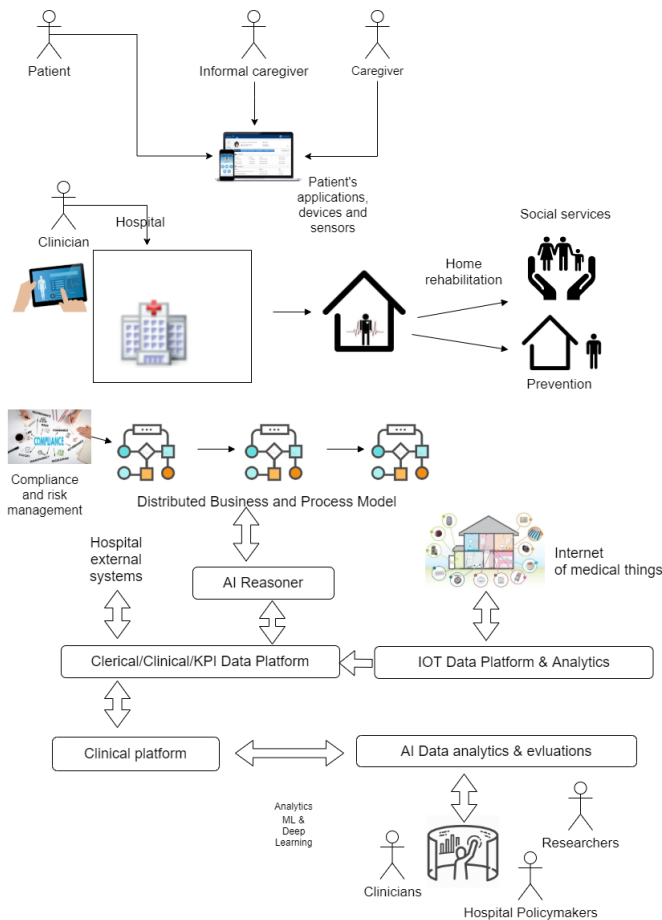 Patient
Informal caregiver
Caregiver
Patient's
applications,
devices and
sensors
Hospital
Clinician
Social services
Home
rehabilitation
Prevention
COMPLIANCE
Compliance
and risk
management
Distributed Business and Process Model
Hospital
external
systems
AI Reasoner
Internet
of medical things
Clerical/Clinical/KPI Data Platform
IOT Data Platform & Analytics
Clinical platform
AI Data analytics & evluations
Analytics
ML &
Deep
Learning
Researchers
Clinicians
Hospital Policymakers